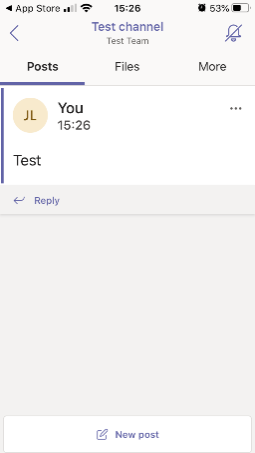 App Store 15:26 53%
Test channel
Test Team
Posts Files More
JL You ...
15:26
Test
Reply
New post